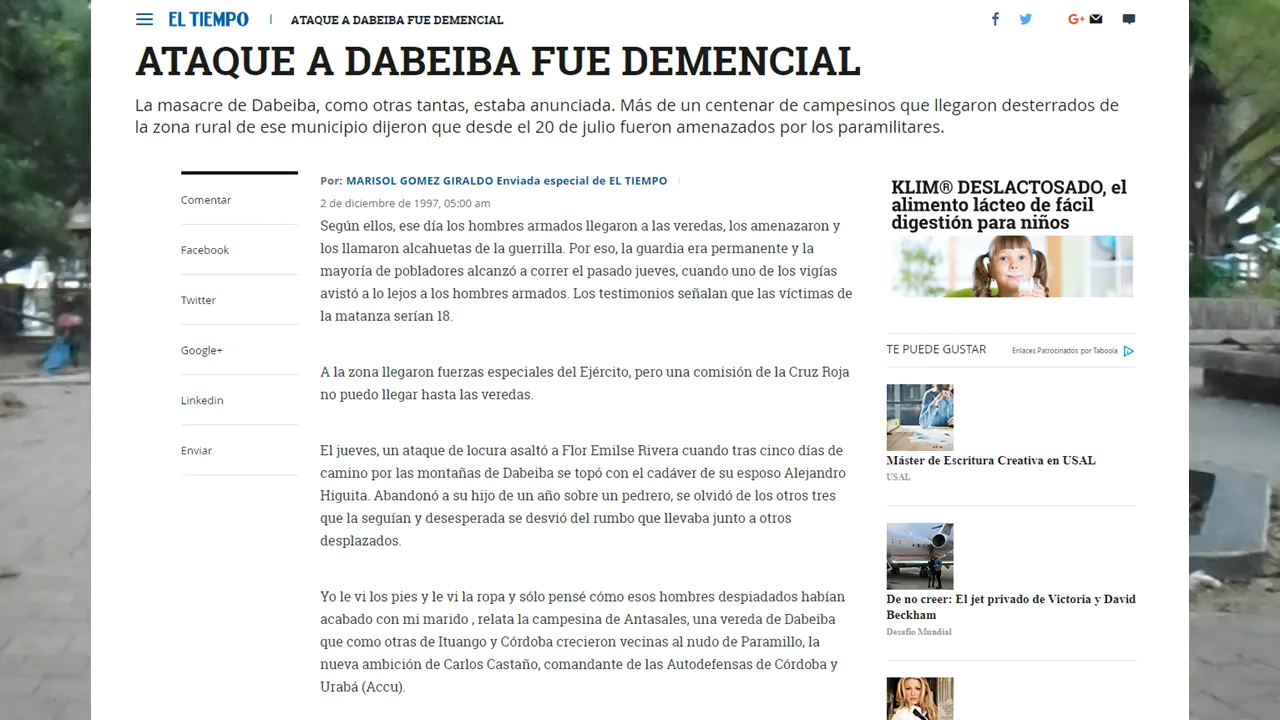 EL TIEMPO
ATAQUE A DABEIBA FUE DEMENCIAL
G+
ATAQUE A DABEIBA FUE DEMENCIAL
La masacre de Dabeiba, como otras tantas, estaba anunciada. Más de un centenar de campesinos que llegaron desterrados de
la zona rural de ese municipio dijeron que desde el 20 de julio fueron amenazados por los paramilitares.
Comentar
Facebook
Twitter
Google+
Linkedin
Enviar
Por: MARISOL GOMEZ GIRALDO Enviada especial de EL TIEMPO
2 de diciembre de 1997, 05:00 am
Según ellos, ese día los hombres armados llegaron a las veredas, los amenazaron y
los llamaron alcahuetas de la guerrilla. Por eso, la guardia era permanente y la
mayoría de pobladores alcanzó a correr el pasado jueves, cuando uno de los vigías
avistó a lo lejos a los hombres armados. Los testimonios señalan que las víctimas de
la matanza serían 18.
A la zona llegaron fuerzas especiales del Ejército, pero una comisión de la Cruz Roja
no puedo llegar hasta las veredas.
El jueves, un ataque de locura asaltó a Flor Emilse Rivera cuando tras cinco días de
camino por las montañas de Dabeiba se topó con el cadáver de su esposo Alejandro
Higuita. Abandonó a su hijo de un año sobre un pedrero, se olvidó de los otros tres
que la seguían y desesperada se desvió del rumbo que llevaba junto a otros
desplazados.
Yo le vi los pies y le vi la ropa y sólo pensé cómo esos hombres despiadados habían
acabado con mi marido , relata la campesina de Antasales, una vereda de Dabeiba
que como otras de Ituango y Córdoba crecieron vecinas al nudo de Paramillo, la
nueva ambición de Carlos Castaño, comandante de las Autodefensas de Córdoba y
Urabá (Accu).
KLIM® DESLACTOSADO, el
alimento lácteo de fácil
digestión para niños
TE PUEDE GUSTAR
Enlaces Patrocinados por Taboola
Máster de Escritura Creativa en USAL
USAL
De no creer: El jet privado de Victoria y David
Beckham
Desafío Mundial